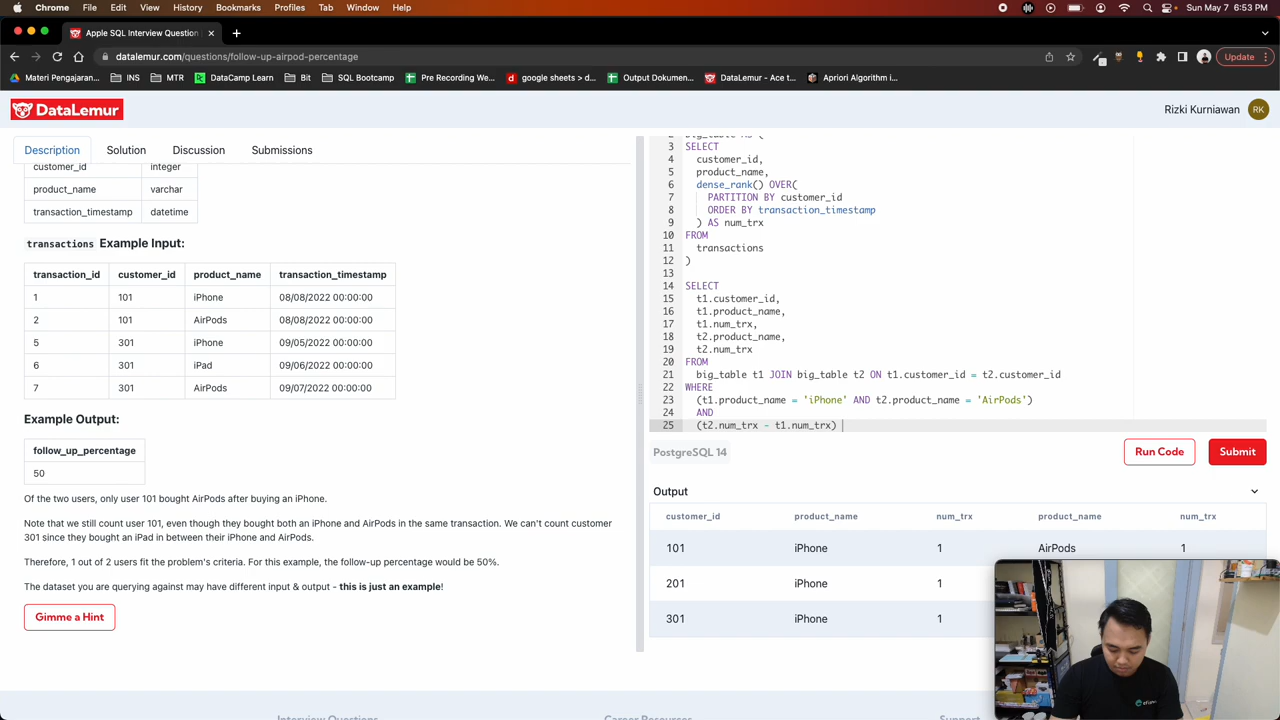 Chrome File Edit View History Bookmarks Profiles Tab Window Help Sun May 7 6:53 PM
Apple SQL Interview Question
datalemur.com/questions/follow-up-airpod-percentage Update
Materi Pengajaran... INS MTR DataCamp Learn Bit SQL Bootcamp Pre Recording We... google sheets > d... Output Dokumen... DataLemur - Ace t... Apriori Algorithm i...
DataLemur Rizki Kurniawan RK
Description Solution Discussion Submissions
customer_id integer
product_name varchar
transaction_timestamp datetime
transactions Example Input:
transaction_id customer_id product_name transaction_timestamp
1 101 iPhone 08/08/2022 00:00:00
2 101 AirPods 08/08/2022 00:00:00
5 301 iPhone 09/05/2022 00:00:00
6 301 iPad 09/06/2022 00:00:00
7 301 AirPods 09/07/2022 00:00:00
Example Output:
follow_up_percentage
50
Of the two users, only user 101 bought AirPods after buying an iPhone.
Note that we still count user 101, even though they bought both an iPhone and AirPods in the same transaction. We can't count customer
301 since they bought an iPad in between their iPhone and AirPods.
Therefore, 1 out of 2 users fit the problem's criteria. For this example, the follow-up percentage would be 50%.
The dataset you are querying against may have different input & output - this is just an example!
Gimme a Hint
3 SELECT
4 customer_id,
5 product_name,
6 dense_rank() OVER(
7 PARTITION BY customer_id
8 ORDER BY transaction_timestamp
9 ) AS num_trx
10 FROM
11 transactions
12 )
13
14 SELECT
15 t1.customer_id,
16 t1.product_name,
17 t1.num_trx,
18 t2.product_name,
19 t2.num_trx
20 FROM
21 big_table t1 JOIN big_table t2 ON t1.customer_id = t2.customer_id
22 WHERE
23 (t1.product_name = 'iPhone' AND t2.product_name = 'AirPods')
24 AND
25 (t2.num_trx - t1.num_trx)
PostgreSQL 14 Run Code Submit
Output
customer_id product_name num_trx product_name num_trx
101 iPhone 1 AirPods 1
201 iPhone 1
301 iPhone 1
Interview Questions Career Resources Support